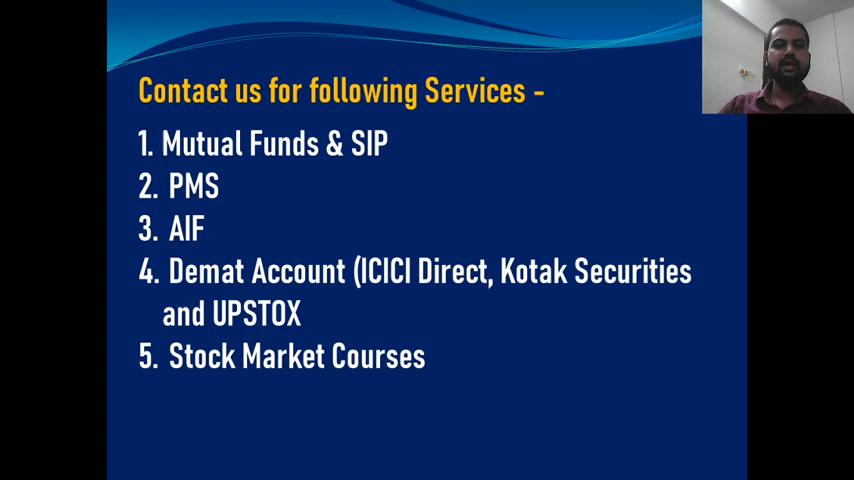 Contact us for following Services -
1. Mutual Funds & SIP
2. PMS
3. AIF
4. Demat Account (ICICI Direct, Kotak Securities
and UPSTOX
5. Stock Market Courses